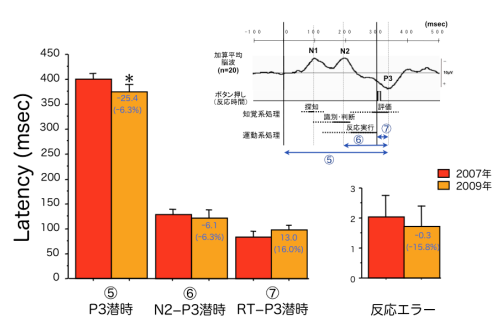 (msec)
-100 0 100 200 300 400 500
加算平均
脳波
(n=20)
N1 N2
P3
10μV
ボタン押し
(反応時間)
知覚系処理
探知
評価
識別・判断
運動系処理
反応実行
⑦
⑥
⑤
Latency (msec)
450
400
350
300
250
200
150
100
50
0
*
-25.4
(-6.3%)
-6.1
(-6.3%)
13.0
(16.0%)
⑤
P3潜時
⑥
N2−P3潜時
⑦
RT−P3潜時
2007年
2009年
3
2
1
0
-0.3
(-15.8%)
反応エラー